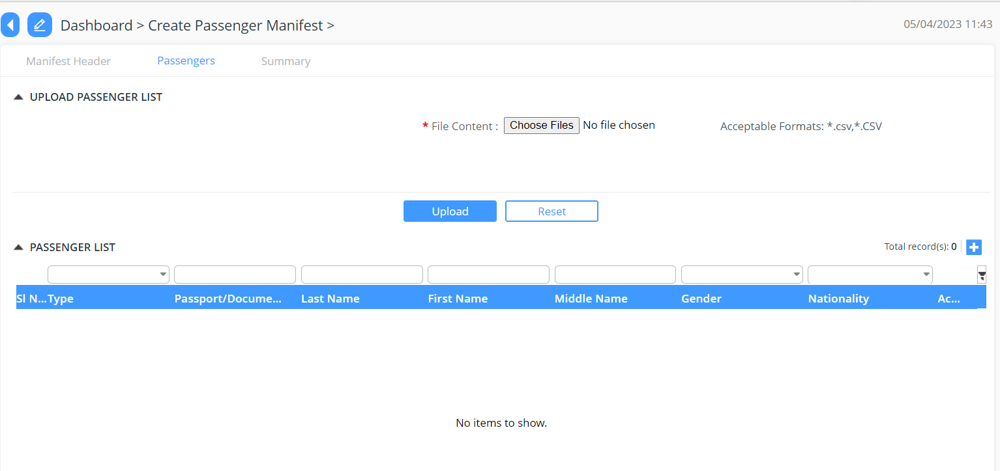 Dashboard > Create Passenger Manifest >
05/04/2023 11:43
Manifest Header Passengers Summary
UPLOAD PASSENGER LIST
* File Content : Choose Files No file chosen Acceptable Formats: *.csv,*.CSV
Upload Reset
PASSENGER LIST
Total record(s): 0
Sl N... Type Passport/Docume... Last Name First Name Middle Name Gender Nationality Ac...
No items to show.